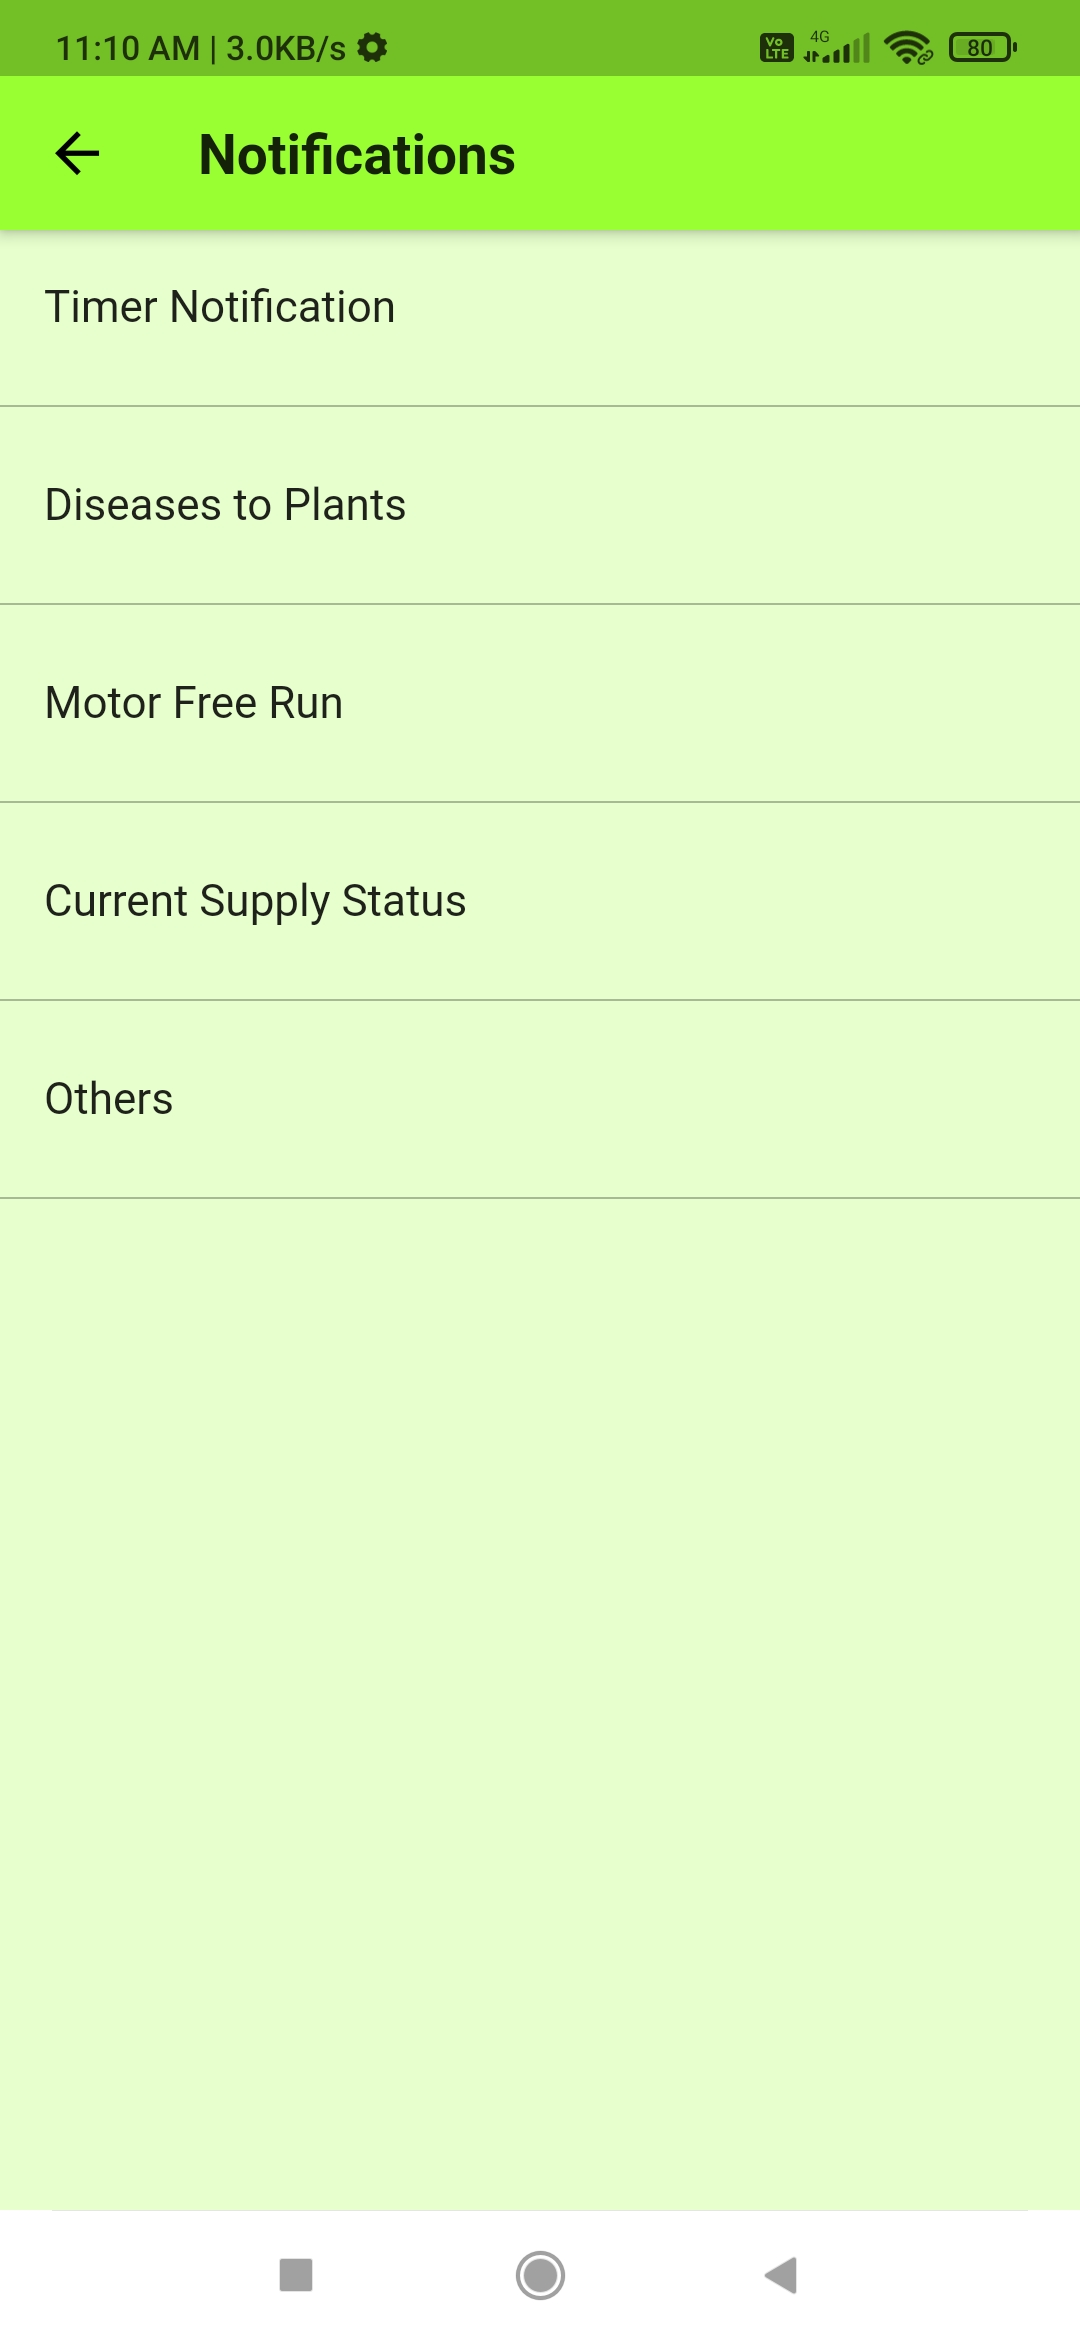 11:10 AM | 3.0KB/s
Vo LTE 4G 80
Notifications
Timer Notification
Diseases to Plants
Motor Free Run
Current Supply Status
Others